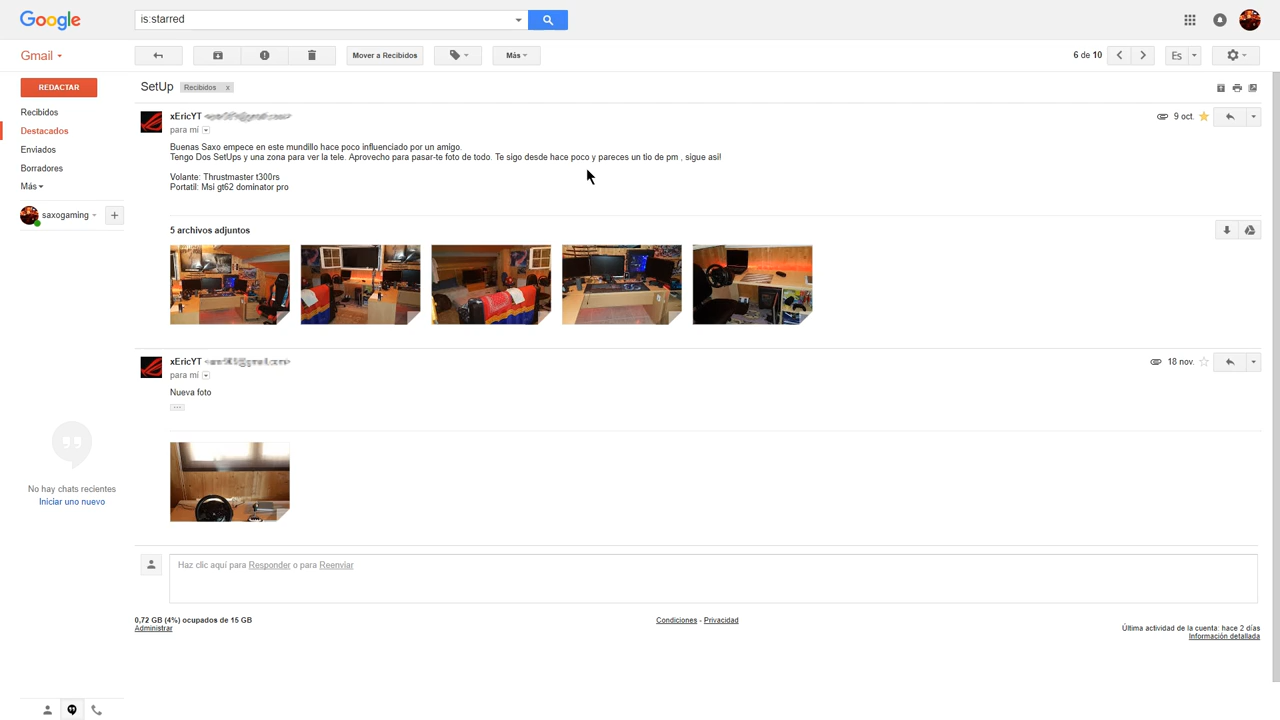 Google
is:starred
Gmail
Mover a Recibidos
Más
6 de 10
Es
REDACTAR
Recibidos
Destacados
Enviados
Borradores
Más
saxogaming
SetUp
Recibidos x
xEricYT
9 oct.
para mí
Buenas Saxo empece en este mundillo hace poco influenciado por un amigo.
Tengo Dos SetUps y una zona para ver la tele. Aprovecho para pasar-te foto de todo. Te sigo desde hace poco y pareces un tio de pm , sigue asi!
Volante: Thrustmaster t300rs
Portatil: Msi gt62 dominator pro
5 archivos adjuntos
xEricYT
18 nov.
para mí
Nueva foto
No hay chats recientes
Iniciar uno nuevo
Haz clic aquí para Responder o para Reenviar
0,72 GB (4%) ocupados de 15 GB
Administrar
Condiciones - Privacidad
Última actividad de la cuenta: hace 2 días
Información detallada